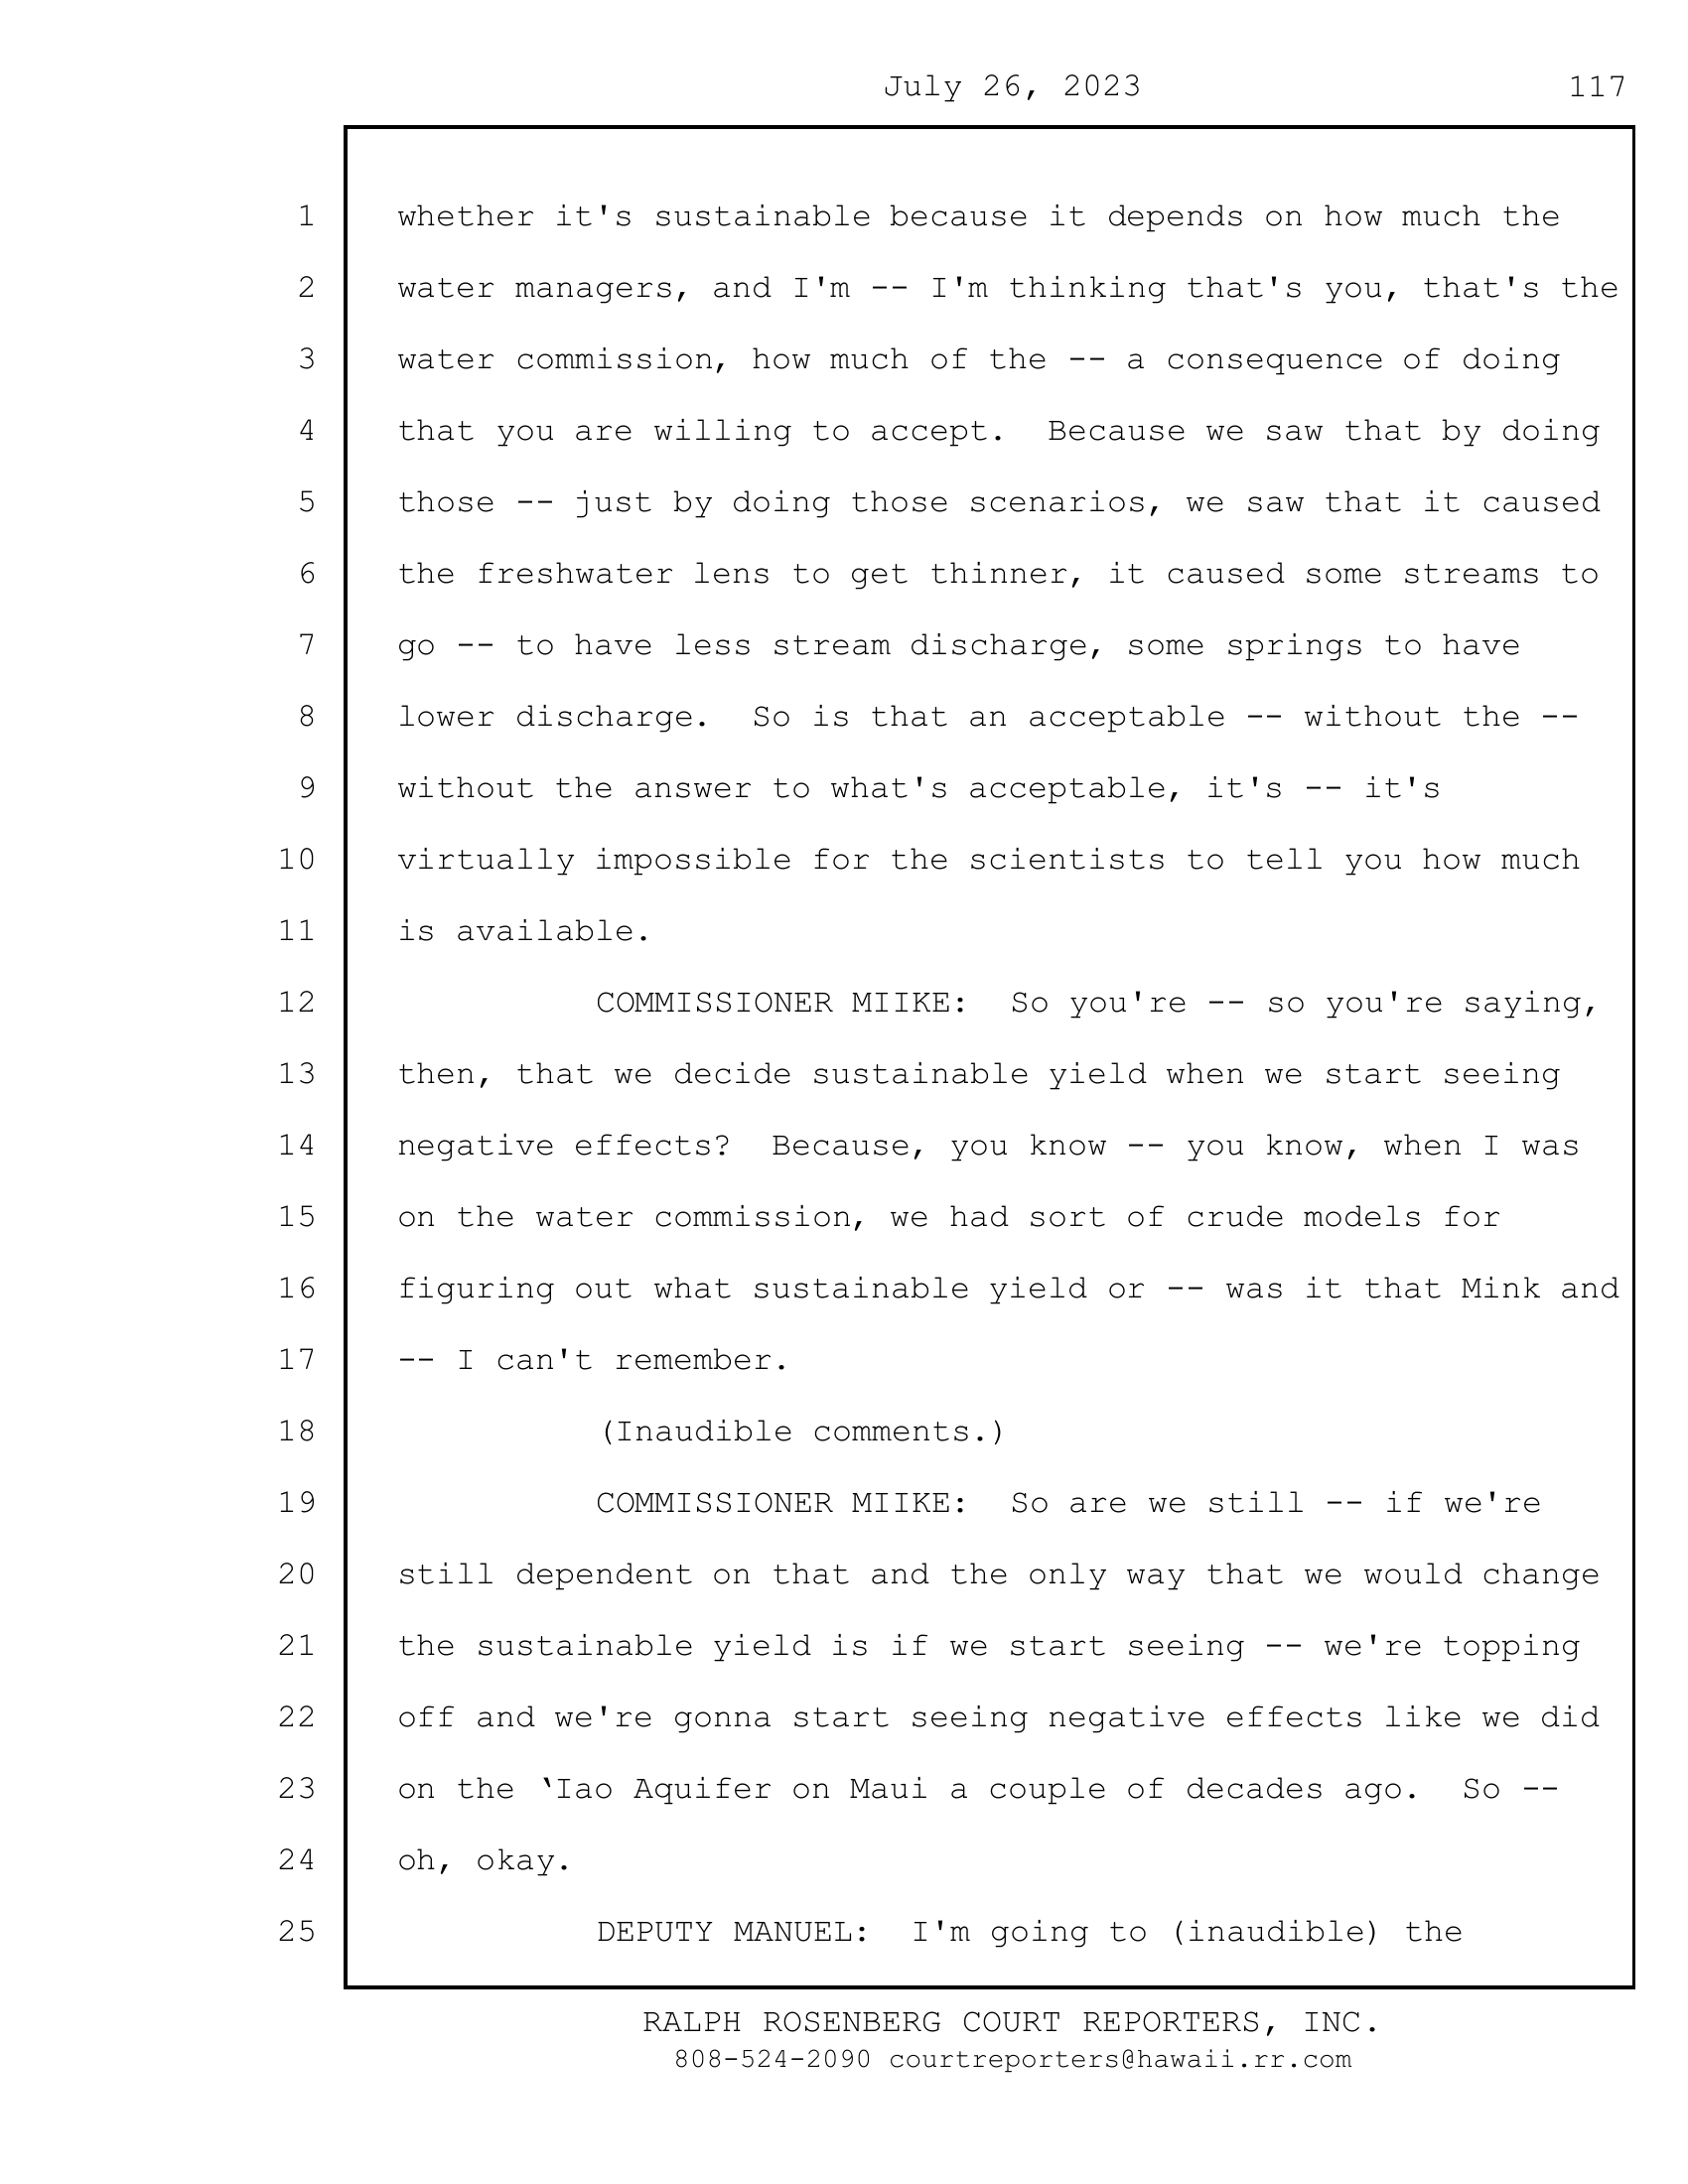 July 26, 2023 117
1 whether it's sustainable because it depends on how much the
2 water managers, and I'm -- I'm thinking that's you, that's the
3 water commission, how much of the -- a consequence of doing
4 that you are willing to accept.  Because we saw that by doing
5 those -- just by doing those scenarios, we saw that it caused
6 the freshwater lens to get thinner, it caused some streams to
7 go -- to have less stream discharge, some springs to have
8 lower discharge.  So is that an acceptable -- without the --
9 without the answer to what's acceptable, it's -- it's
10 virtually impossible for the scientists to tell you how much
11 is available.
12 COMMISSIONER MIIKE:  So you're -- so you're saying,
13 then, that we decide sustainable yield when we start seeing
14 negative effects?  Because, you know -- you know, when I was
15 on the water commission, we had sort of crude models for
16 figuring out what sustainable yield or -- was it that Mink and
17 -- I can't remember.
18 (Inaudible comments.)
19 COMMISSIONER MIIKE:  So are we still -- if we're
20 still dependent on that and the only way that we would change
21 the sustainable yield is if we start seeing -- we're topping
22 off and we're gonna start seeing negative effects like we did
23 on the ‘Iao Aquifer on Maui a couple of decades ago.  So --
24 oh, okay.
25 DEPUTY MANUEL:  I'm going to (inaudible) the
RALPH ROSENBERG COURT REPORTERS, INC.
808-524-2090 courtreporters@hawaii.rr.com